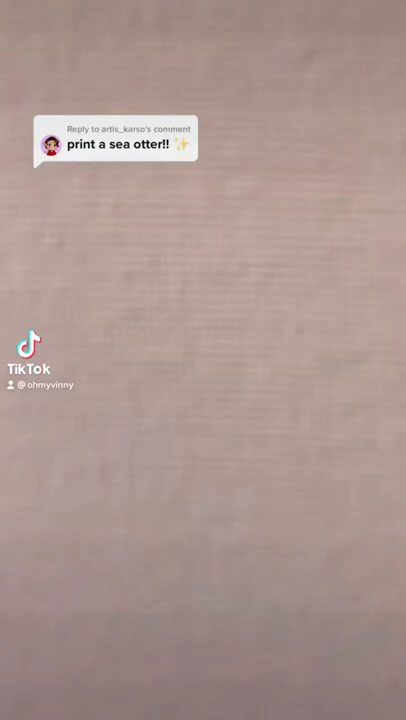 Reply to artis_karso's comment
print a sea otter!! ✨
TikTok
@ohmyvinny